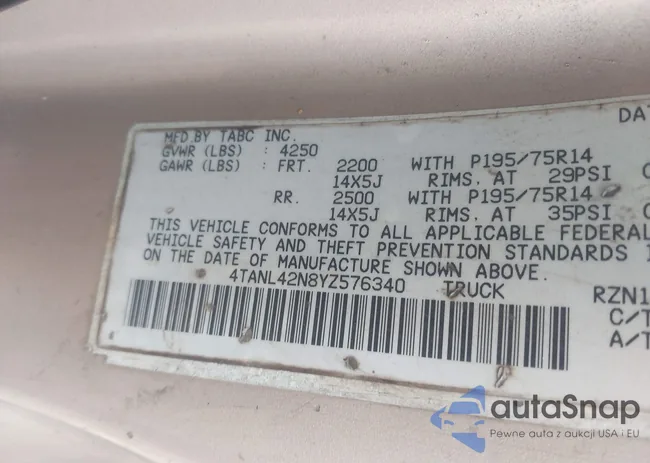 DAT
MFD BY TABC INC.
GVWR (LBS) : 4250
GAWR (LBS) : FRT. 2200 WITH P195/75R14
14X5J RIMS. AT 29PSI C
RR. 2500 WITH P195/75R14
14X5J RIMS. AT 35PSI C
THIS VEHICLE CONFORMS TO ALL APPLICABLE FEDERAL
VEHICLE SAFETY AND THEFT PREVENTION STANDARDS I
ON THE DATE OF MANUFACTURE SHOWN ABOVE.
4TANL42N8YZ576340 TRUCK RZN1
C/T
A/T
autaSnap
Pewne auta z aukcji USA i EU